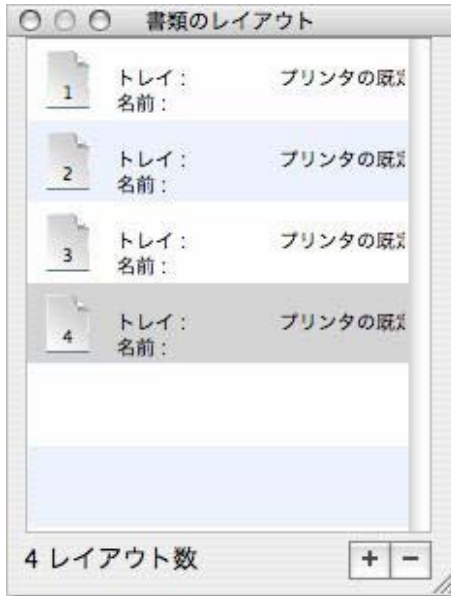 書類のレイアウト
1
トレイ： プリンタの既
名前：
2
トレイ： プリンタの既
名前：
3
トレイ： プリンタの既
名前：
4
トレイ： プリンタの既
名前：
4 レイアウト数
+ −